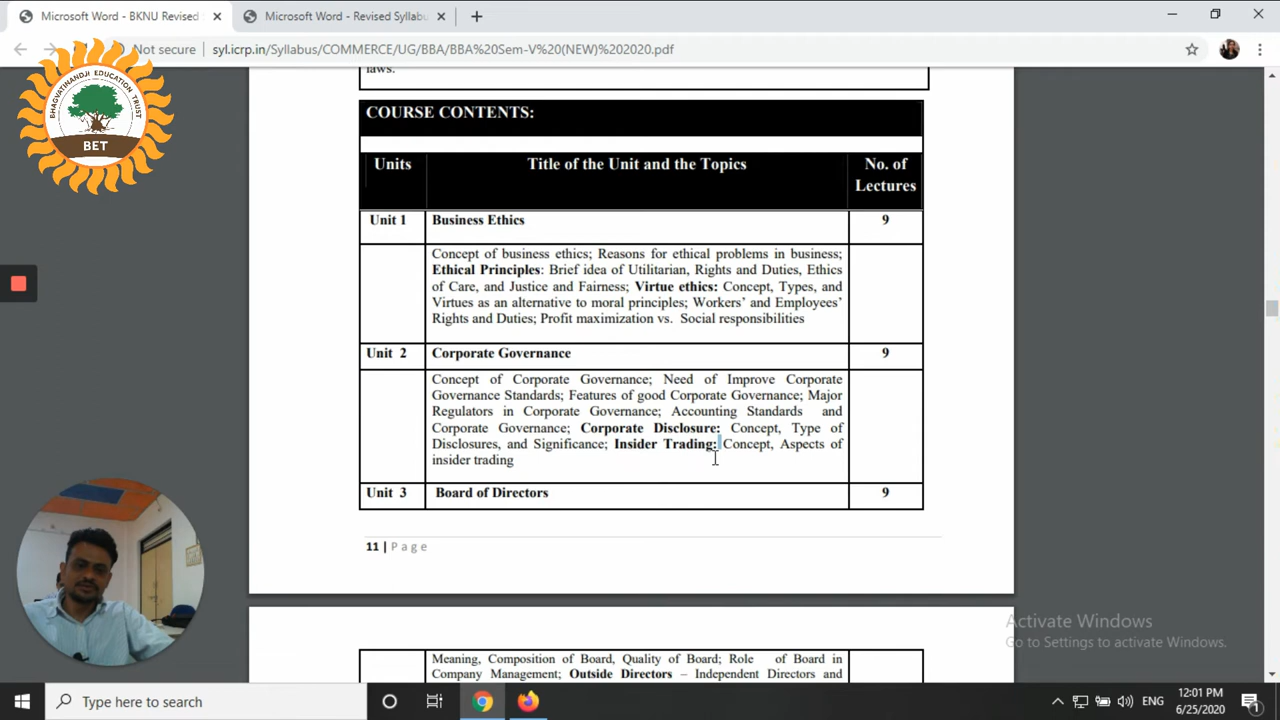 Microsoft Word - BKNU Revised
Microsoft Word - Revised Syllabu
Not secure
syl.icrp.in/Syllabus/COMMERCE/UG/BBA/BBA%20Sem-V%20(NEW)%202020.pdf
BHAGVATINANDJI EDUCATION TRUST
BET
laws.
COURSE CONTENTS:
Units
Title of the Unit and the Topics
No. of
Lectures
Unit 1
Business Ethics
9
Concept of business ethics; Reasons for ethical problems in business;
Ethical Principles: Brief idea of Utilitarian, Rights and Duties, Ethics
of Care, and Justice and Fairness; Virtue ethics: Concept, Types, and
Virtues as an alternative to moral principles; Workers' and Employees'
Rights and Duties; Profit maximization vs. Social responsibilities
Unit 2
Corporate Governance
9
Concept of Corporate Governance; Need of Improve Corporate
Governance Standards; Features of good Corporate Governance; Major
Regulators in Corporate Governance; Accounting Standards and
Corporate Governance; Corporate Disclosure: Concept, Type of
Disclosures, and Significance; Insider Trading: Concept, Aspects of
insider trading
Unit 3
Board of Directors
9
11 | Page
Activate Windows
Go to Settings to activate Windows.
Meaning, Composition of Board, Quality of Board; Role of Board in
Company Management; Outside Directors – Independent Directors and
Type here to search
ENG
12:01 PM
6/25/2020
1